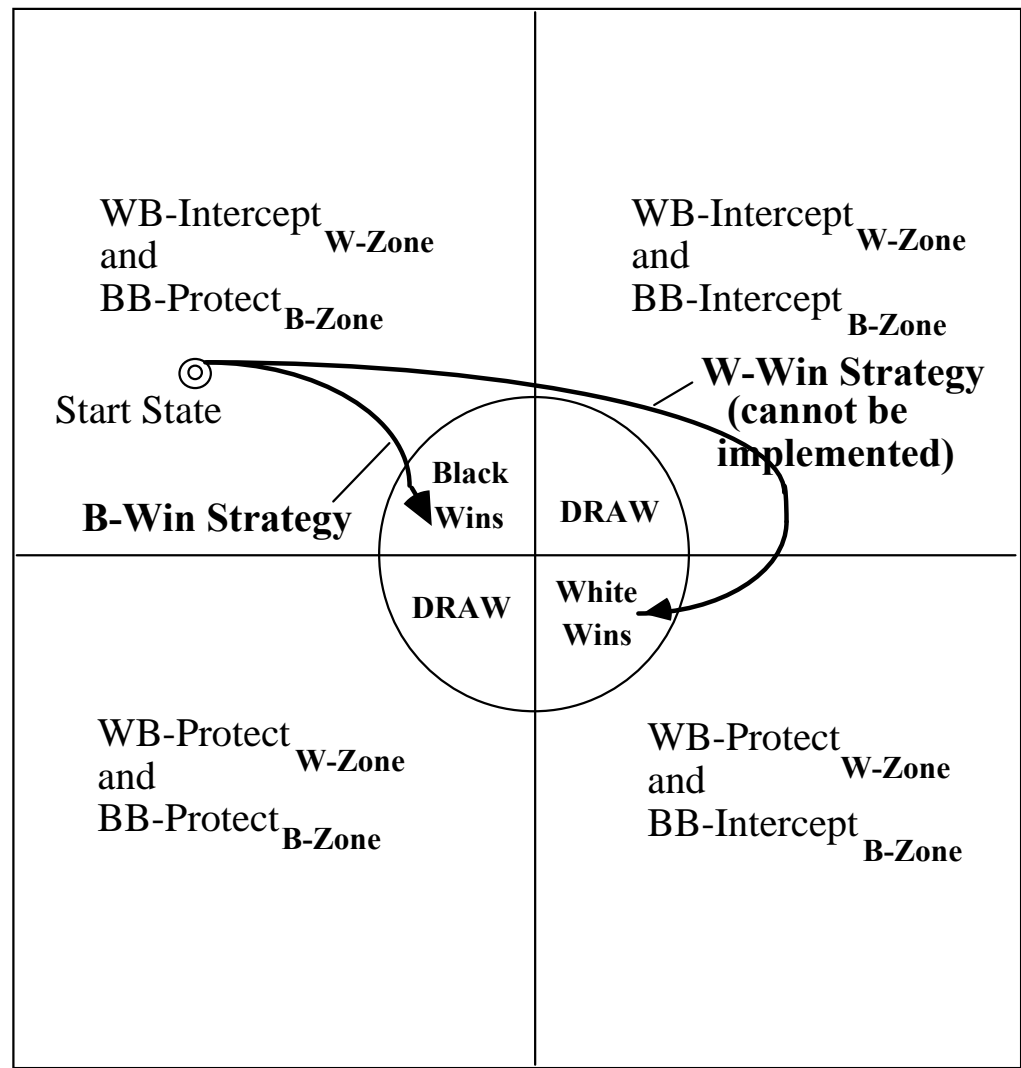 WB-Intercept W-Zone
and
BB-Protect B-Zone
WB-Intercept W-Zone
and
BB-Intercept B-Zone
Start State
W-Win Strategy
(cannot be
implemented)
B-Win Strategy
Black
Wins
DRAW
DRAW
White
Wins
WB-Protect W-Zone
and
BB-Protect B-Zone
WB-Protect W-Zone
and
BB-Intercept B-Zone